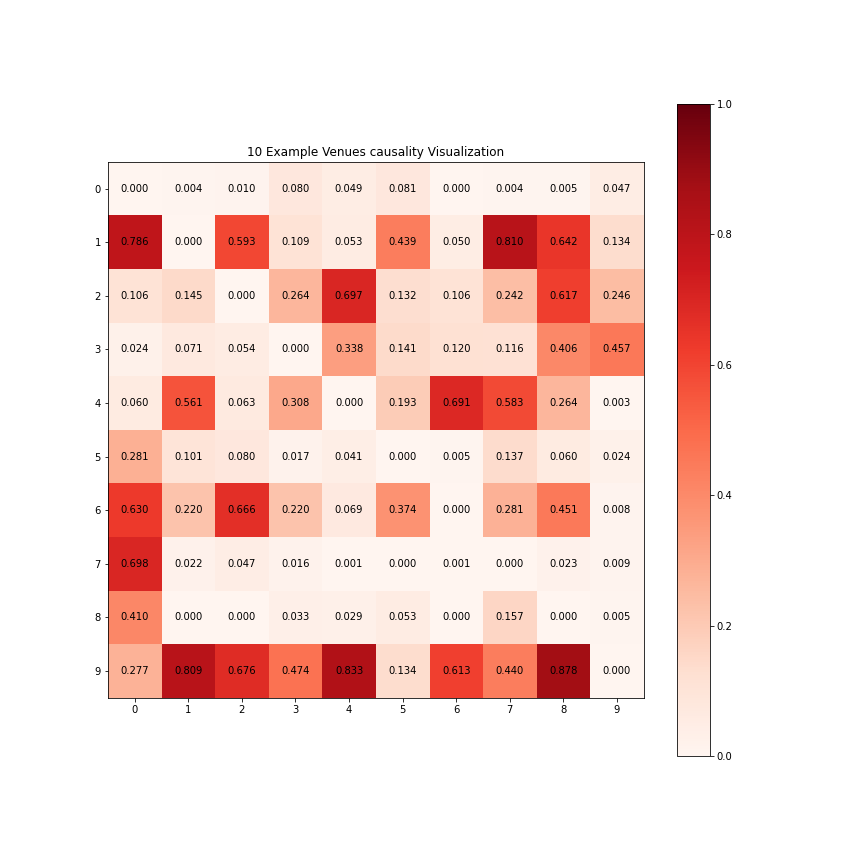 1.0
10 Example Venues causality Visualization
0 0.000 0.004 0.010 0.080 0.049 0.081 0.000 0.004 0.005 0.047
1 0.786 0.000 0.593 0.109 0.053 0.439 0.050 0.810 0.642 0.134
0.8
2 0.106 0.145 0.000 0.264 0.697 0.132 0.106 0.242 0.617 0.246
3 0.024 0.071 0.054 0.000 0.338 0.141 0.120 0.116 0.406 0.457
0.6
4 0.060 0.561 0.063 0.308 0.000 0.193 0.691 0.583 0.264 0.003
5 0.281 0.101 0.080 0.017 0.041 0.000 0.005 0.137 0.060 0.024
0.4
6 0.630 0.220 0.666 0.220 0.069 0.374 0.000 0.281 0.451 0.008
7 0.698 0.022 0.047 0.016 0.001 0.000 0.001 0.000 0.023 0.009
8 0.410 0.000 0.000 0.033 0.029 0.053 0.000 0.157 0.000 0.005
0.2
9 0.277 0.809 0.676 0.474 0.833 0.134 0.613 0.440 0.878 0.000
0 1 2 3 4 5 6 7 8 9
0.0